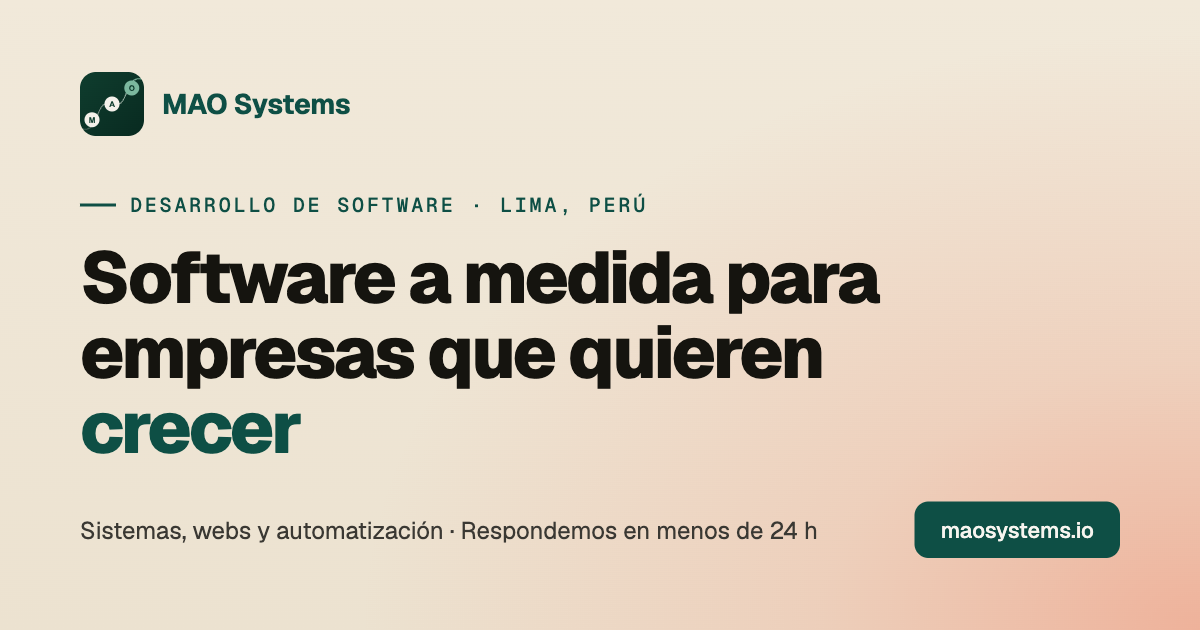 M A O
MAO Systems
DESARROLLO DE SOFTWARE · LIMA, PERÚ
Software a medida para
empresas que quieren
crecer
Sistemas, webs y automatización · Respondemos en menos de 24 h
maosystems.io